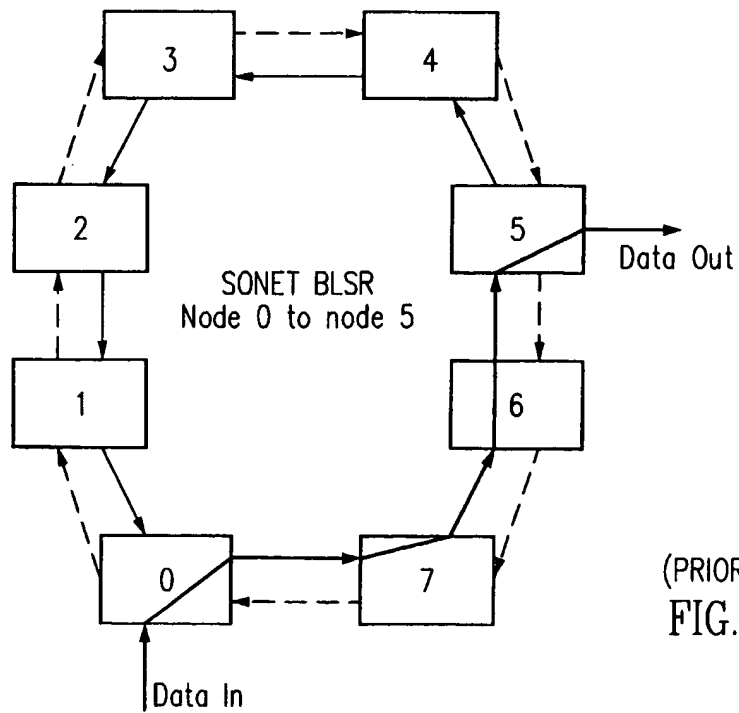 3
4
2
5
Data Out
SONET BLSR
Node 0 to node 5
1
6
0
7
(PRIOR
FIG.
Data In